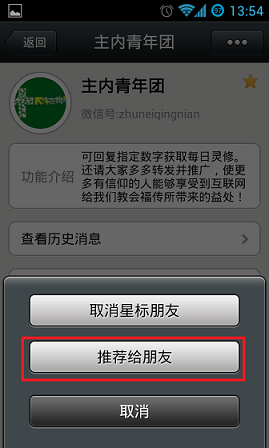 13:54
返回
主内青年团
主内青年团
微信号:zhuneiqingnian
功能介绍
可回复指定数字获取每日灵修。
还请大家多多转发并推广，使更
多有信仰的人能够享受到互联网
给我们教会福传所带来的益处！
查看历史消息
取消星标朋友
推荐给朋友
取消